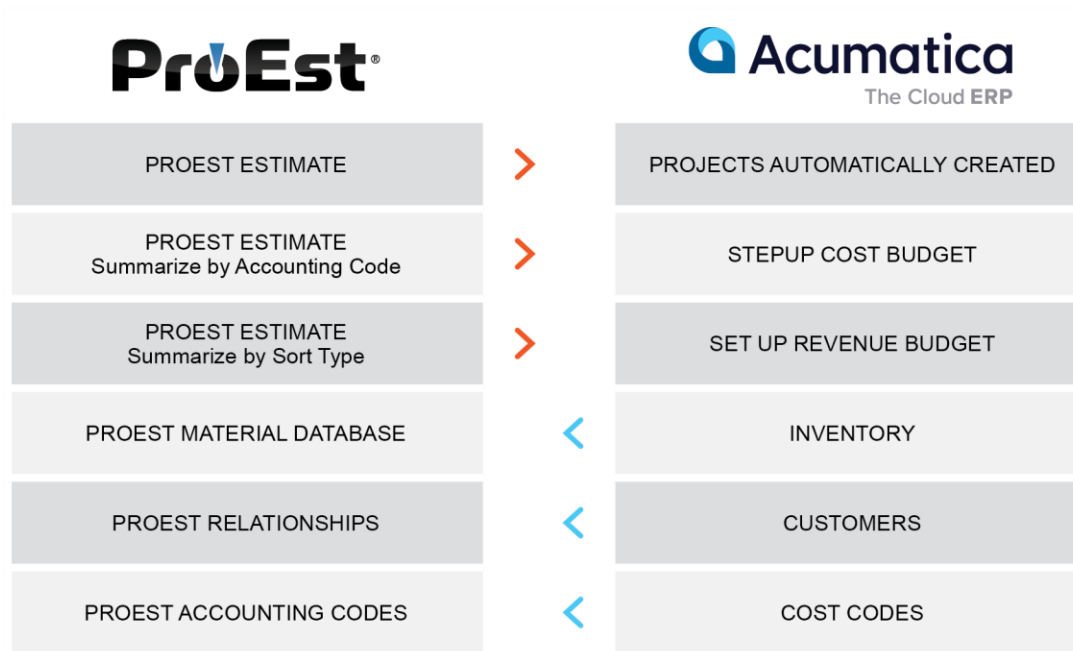 ProEst®
Acumatica
The Cloud ERP
PROEST ESTIMATE
PROJECTS AUTOMATICALLY CREATED
PROEST ESTIMATE
Summarize by Accounting Code
STEPUP COST BUDGET
PROEST ESTIMATE
Summarize by Sort Type
SET UP REVENUE BUDGET
PROEST MATERIAL DATABASE
INVENTORY
PROEST RELATIONSHIPS
CUSTOMERS
PROEST ACCOUNTING CODES
COST CODES